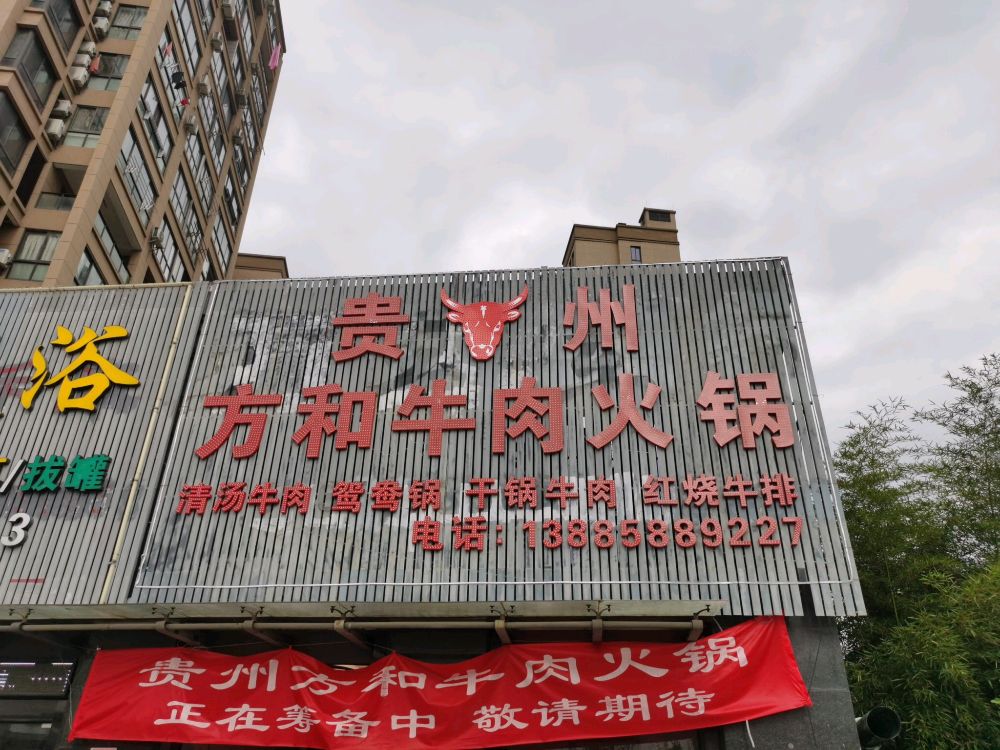 贵州
方和牛肉火锅
清汤牛肉 鸳鸯锅 干锅牛肉 红烧牛排
电话：13885889227
浴
/拔罐
3
贵州方和牛肉火锅
正在筹备中 敬请期待